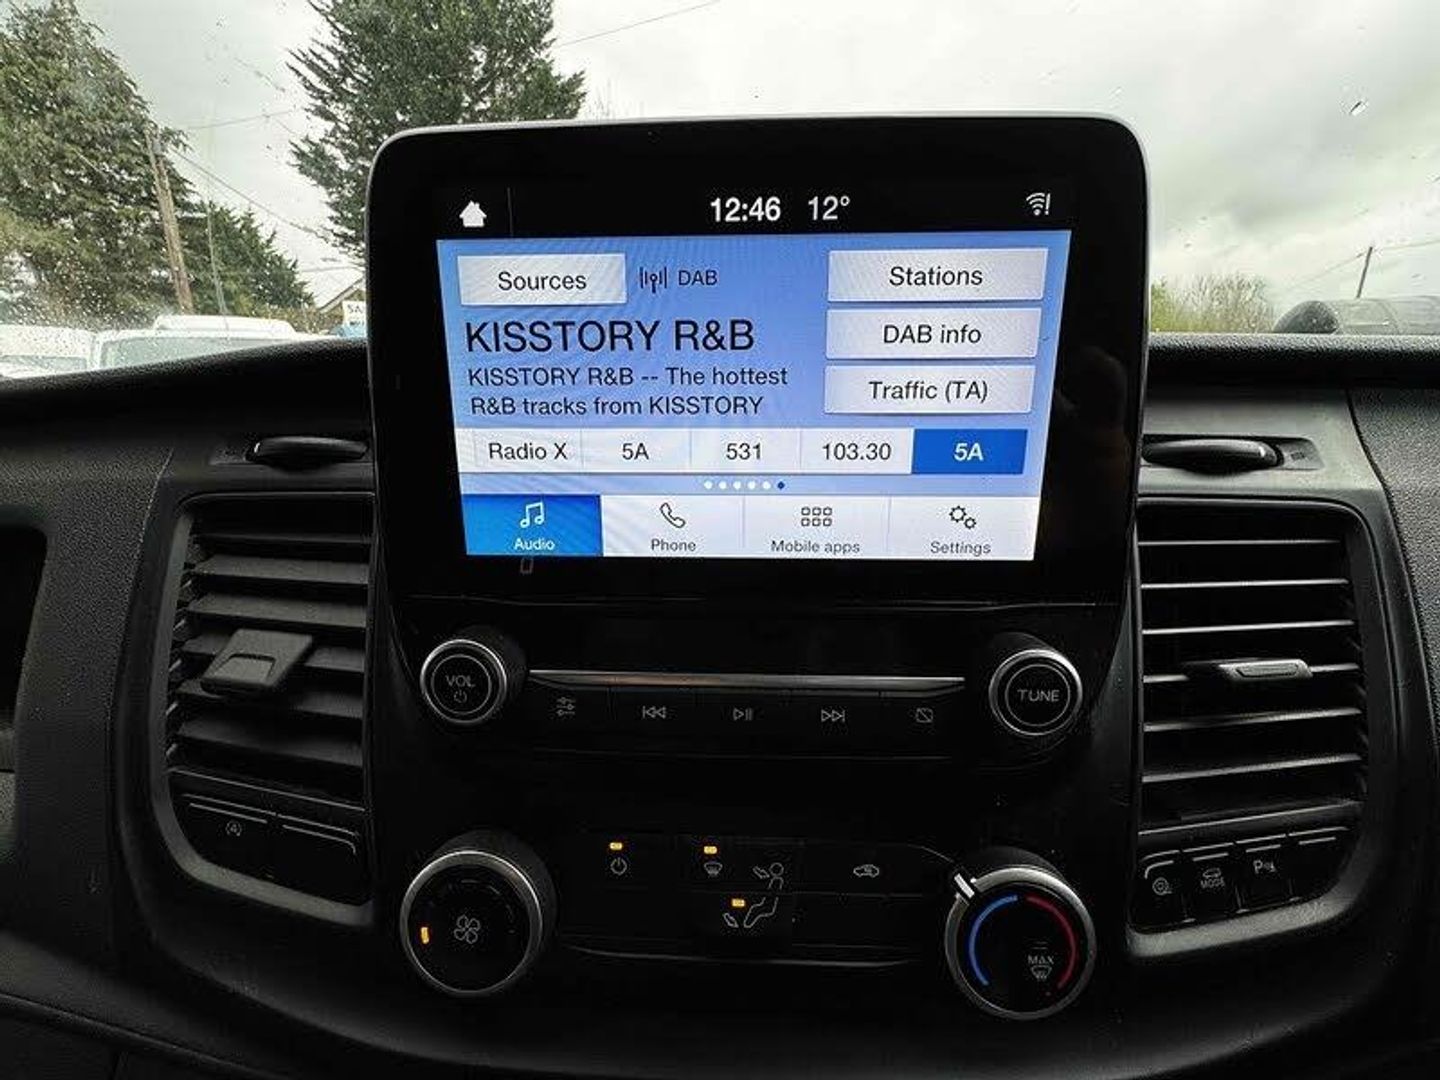 12:46 12°
Sources
DAB
Stations
KISSTORY R&B
DAB info
KISSTORY R&B -- The hottest
R&B tracks from KISSTORY
Traffic (TA)
Radio X
5A
531
103.30
5A
Audio
Phone
Mobile apps
Settings
VOL
TUNE
MODE
MAX